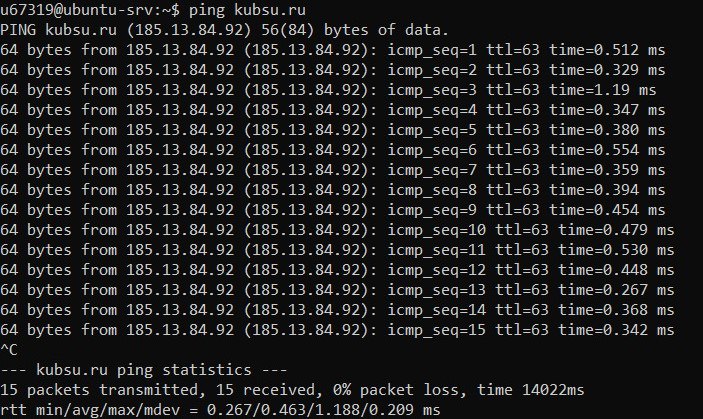 u67319@ubuntu-srv:~$ ping kubsu.ru
PING kubsu.ru (185.13.84.92) 56(84) bytes of data.
64 bytes from 185.13.84.92 (185.13.84.92): icmp_seq=1 ttl=63 time=0.512 ms
64 bytes from 185.13.84.92 (185.13.84.92): icmp_seq=2 ttl=63 time=0.329 ms
64 bytes from 185.13.84.92 (185.13.84.92): icmp_seq=3 ttl=63 time=1.19 ms
64 bytes from 185.13.84.92 (185.13.84.92): icmp_seq=4 ttl=63 time=0.347 ms
64 bytes from 185.13.84.92 (185.13.84.92): icmp_seq=5 ttl=63 time=0.380 ms
64 bytes from 185.13.84.92 (185.13.84.92): icmp_seq=6 ttl=63 time=0.554 ms
64 bytes from 185.13.84.92 (185.13.84.92): icmp_seq=7 ttl=63 time=0.359 ms
64 bytes from 185.13.84.92 (185.13.84.92): icmp_seq=8 ttl=63 time=0.394 ms
64 bytes from 185.13.84.92 (185.13.84.92): icmp_seq=9 ttl=63 time=0.454 ms
64 bytes from 185.13.84.92 (185.13.84.92): icmp_seq=10 ttl=63 time=0.479 ms
64 bytes from 185.13.84.92 (185.13.84.92): icmp_seq=11 ttl=63 time=0.530 ms
64 bytes from 185.13.84.92 (185.13.84.92): icmp_seq=12 ttl=63 time=0.448 ms
64 bytes from 185.13.84.92 (185.13.84.92): icmp_seq=13 ttl=63 time=0.267 ms
64 bytes from 185.13.84.92 (185.13.84.92): icmp_seq=14 ttl=63 time=0.368 ms
64 bytes from 185.13.84.92 (185.13.84.92): icmp_seq=15 ttl=63 time=0.342 ms
^C
--- kubsu.ru ping statistics ---
15 packets transmitted, 15 received, 0% packet loss, time 14022ms
rtt min/avg/max/mdev = 0.267/0.463/1.188/0.209 ms